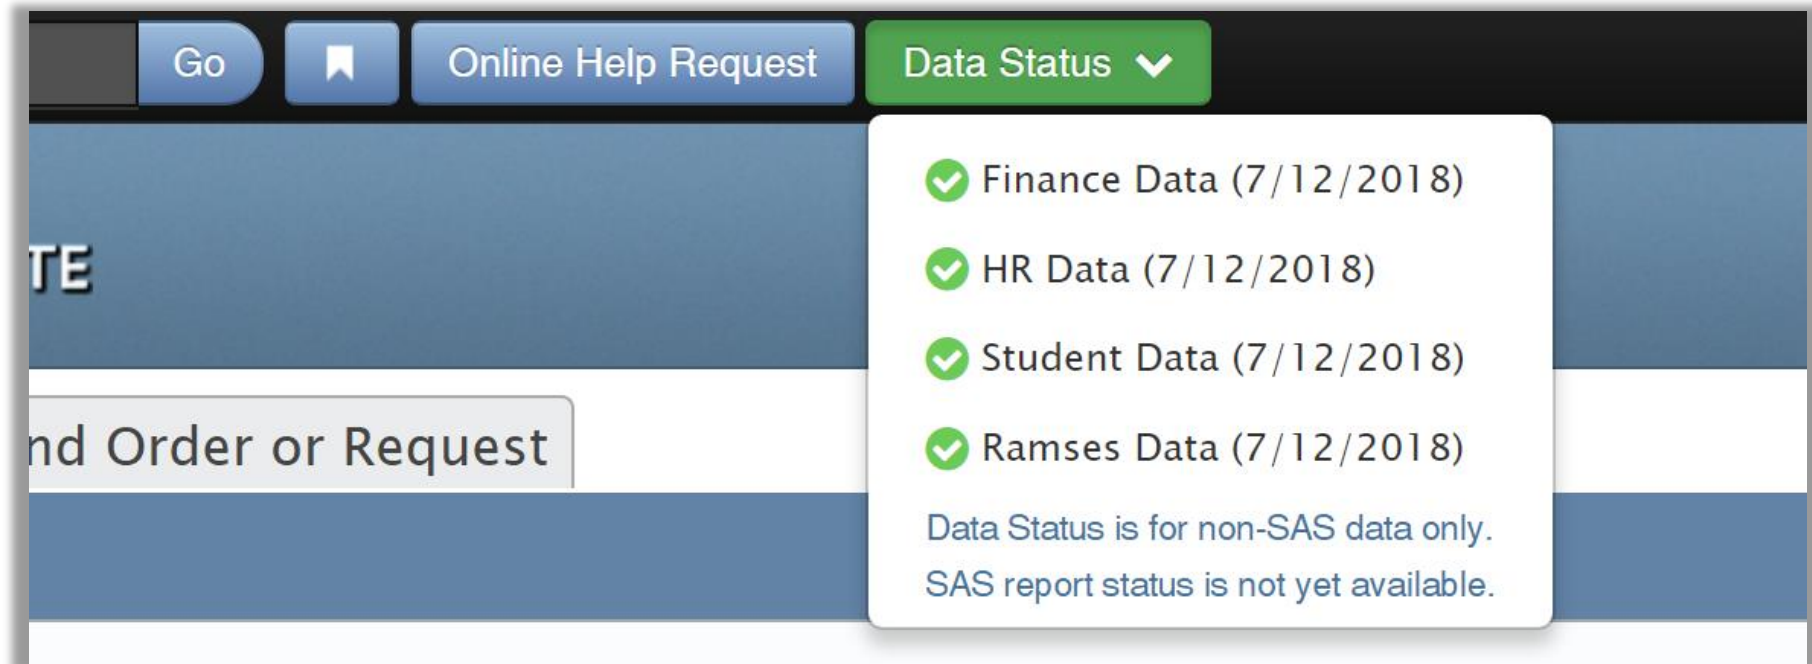 Go
Online Help Request
Data Status
Finance Data (7/12/2018)
HR Data (7/12/2018)
TE
Student Data (7/12/2018)
nd Order or Request
Ramses Data (7/12/2018)
Data Status is for non-SAS data only.
SAS report status is not yet available.